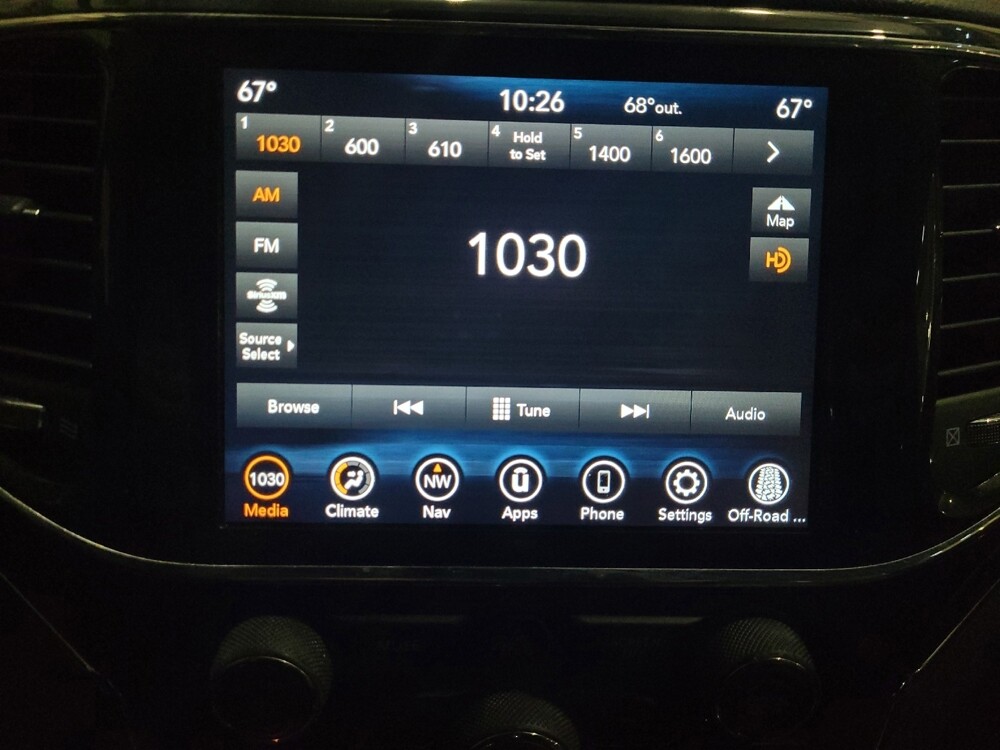 67° 10:26 68°out. 67°
1 1030 2 600 3 610 4 Hold to Set 5 1400 6 1600
AM
FM
siriusxm
Source
Select
1030
Map
HD
Browse Tune Audio
1030 NW
Media Climate Nav Apps Phone Settings Off-Road ...